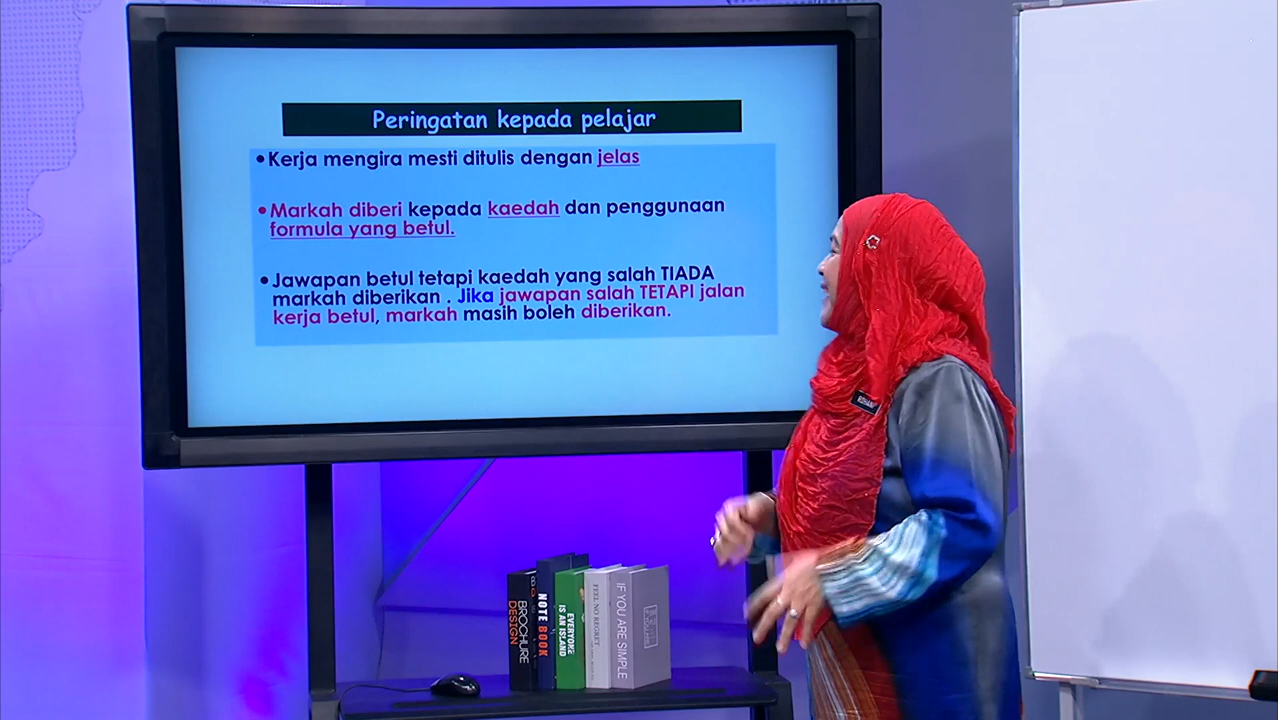 Peringatan kepada pelajar
•Kerja mengira mesti ditulis dengan jelas
•Markah diberi kepada kaedah dan penggunaan
formula yang betul.
•Jawapan betul tetapi kaedah yang salah TIADA
markah diberikan . Jika jawapan salah TETAPI jalan
kerja betul, markah masih boleh diberikan.
BROCHURE
DESIGN
NOTE BOOK
EVERYONE
IS AN ISLAND
FEEL NO REGRET
IF YOU ARE SIMPLE